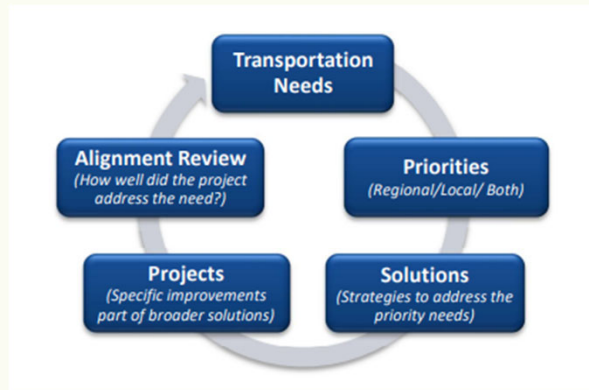 Transportation
Needs
Priorities
(Regional/Local/ Both)
Solutions
(Strategies to address the
priority needs)
Projects
(Specific improvements
part of broader solutions)
Alignment Review
(How well did the project
address the need?)